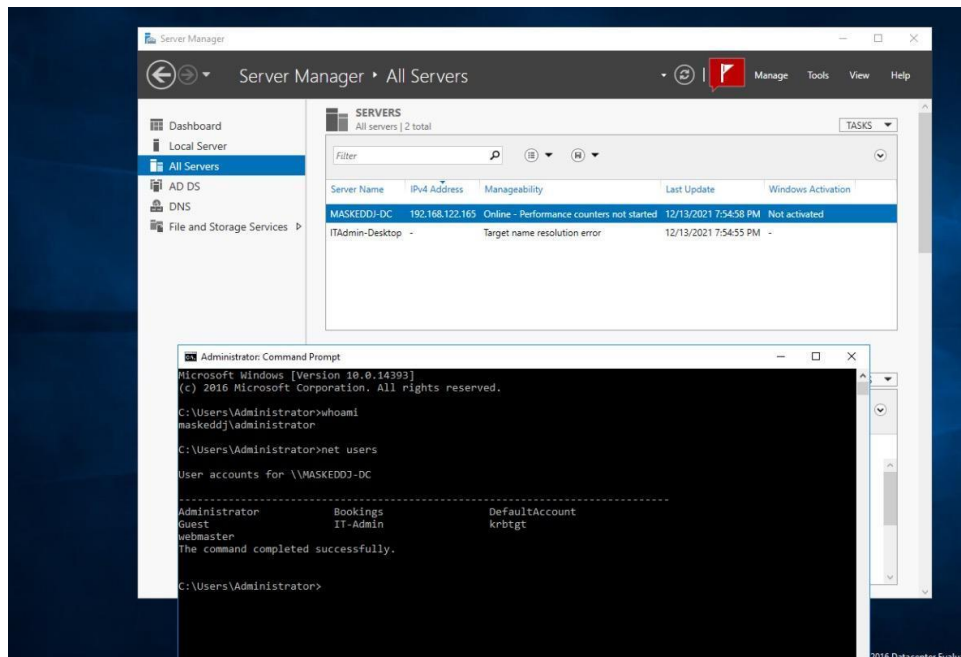 Server Manager
Server Manager • All Servers
Manage Tools View Help
Dashboard
Local Server
All Servers
AD DS
DNS
File and Storage Services
SERVERS
All servers | 2 total
TASKS
Filter
Server Name IPv4 Address Manageability Last Update Windows Activation
MASKEDDJ-DC 192.168.122.165 Online - Performance counters not started 12/13/2021 7:54:58 PM Not activated
ITAdmin-Desktop - Target name resolution error 12/13/2021 7:54:55 PM -
Administrator: Command Prompt
Microsoft Windows [Version 10.0.14393]
(c) 2016 Microsoft Corporation. All rights reserved.
C:\Users\Administrator>whoami
maskeddj\administrator
C:\Users\Administrator>net users
User accounts for \\MASKEDDJ-DC
-------------------------------------------------------------------------------
Administrator Bookings DefaultAccount
Guest IT-Admin krbtgt
webmaster
The command completed successfully.
C:\Users\Administrator>
2016 Datacenter